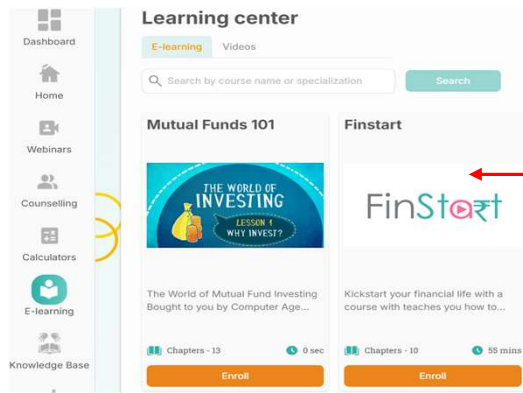 Learning center
Dashboard
E-learning Videos
Search by course name or specialization Search
Home
Mutual Funds 101 Finstart
Webinars
THE WORLD OF
INVESTING
LESSON 1
WHY INVEST?
FinSta₹t
Counselling
Calculators
E-learning
The World of Mutual Fund Investing
Bought to you by Computer Age...
Kickstart your financial life with a
course with teaches you how to...
Chapters - 13 0 sec
Chapters - 10 55 mins
Knowledge Base
Enroll Enroll